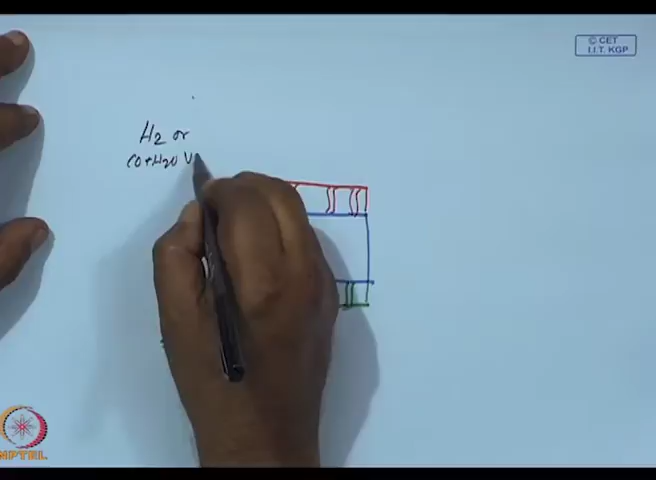 © CET
I.I.T. KGP
H2 or
CO+H2O V
NPTEL